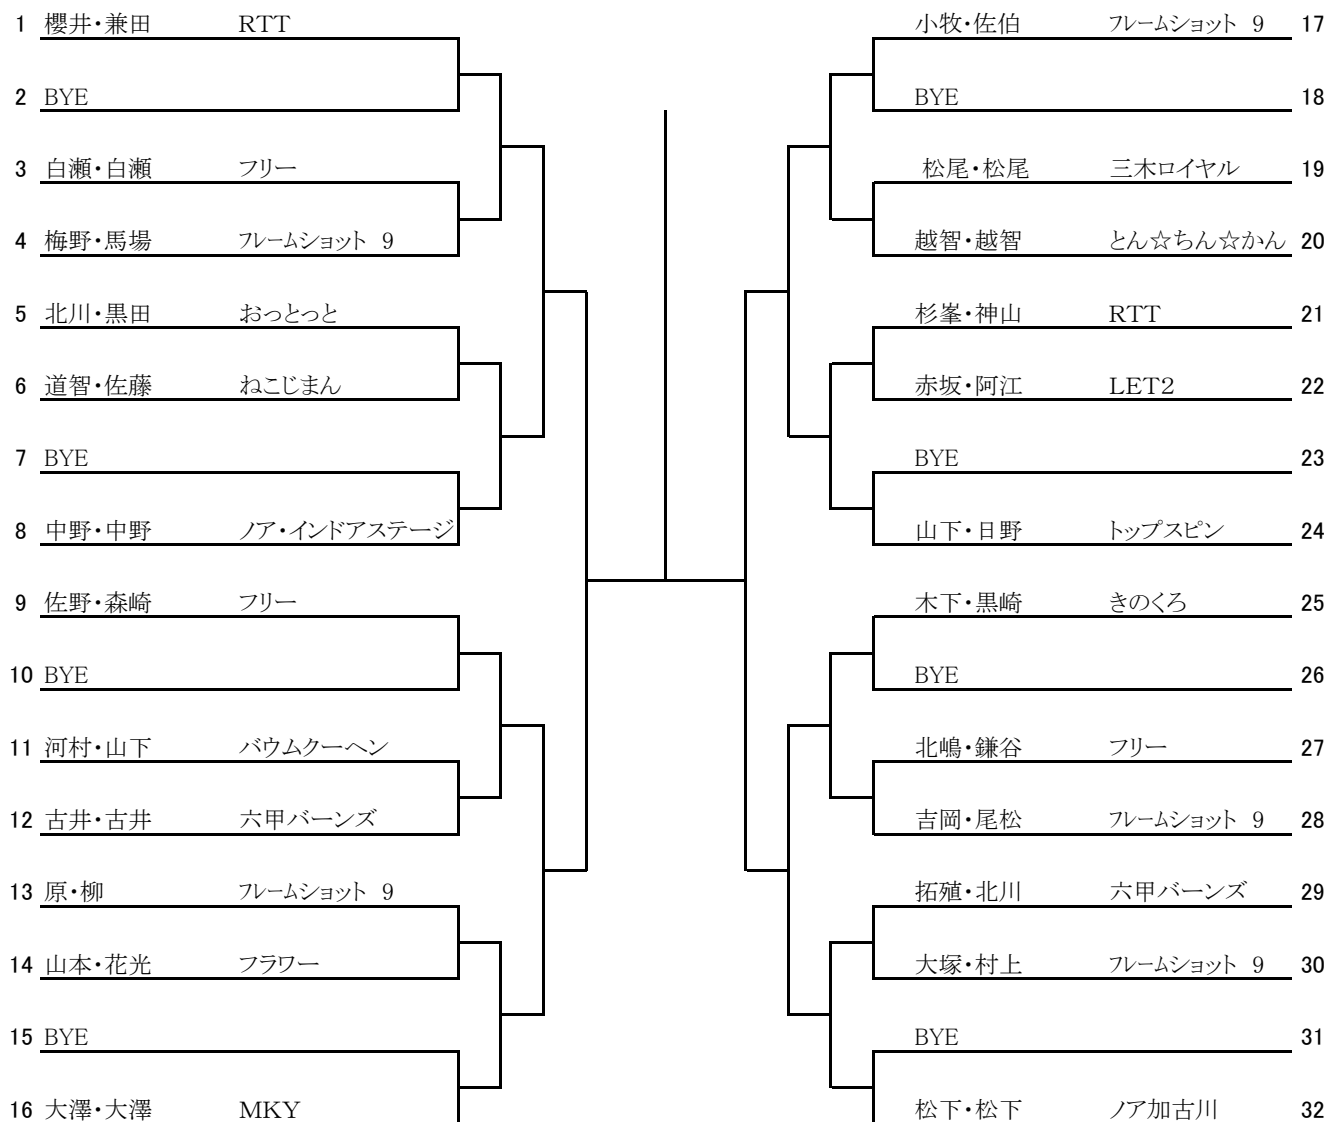 1 櫻井・兼田 RTT
2 BYE
3 白瀬・白瀬 フリー
4 梅野・馬場 フレームショット 9
5 北川・黒田 おっとっと
6 道智・佐藤 ねこじまん
7 BYE
8 中野・中野 ノア・インドアステージ
9 佐野・森崎 フリー
10 BYE
11 河村・山下 バウムクーヘン
12 古井・古井 六甲バーンズ
13 原・柳 フレームショット 9
14 山本・花光 フラワー
15 BYE
16 大澤・大澤 MKY
小牧・佐伯 フレームショット 9 17
BYE 18
松尾・松尾 三木ロイヤル 19
越智・越智 とん☆ちん☆かん 20
杉峯・神山 RTT 21
赤坂・阿江 LET2 22
BYE 23
山下・日野 トップスピン 24
木下・黒崎 きのくろ 25
BYE 26
北嶋・鎌谷 フリー 27
吉岡・尾松 フレームショット 9 28
拓殖・北川 六甲バーンズ 29
大塚・村上 フレームショット 9 30
BYE 31
松下・松下 ノア加古川 32